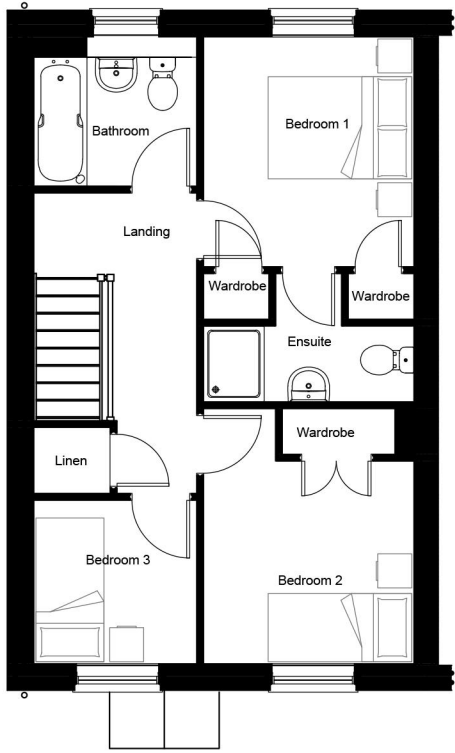 Bathroom
Bedroom 1
Landing
Wardrobe
Wardrobe
Ensuite
Wardrobe
Linen
Bedroom 3
Bedroom 2